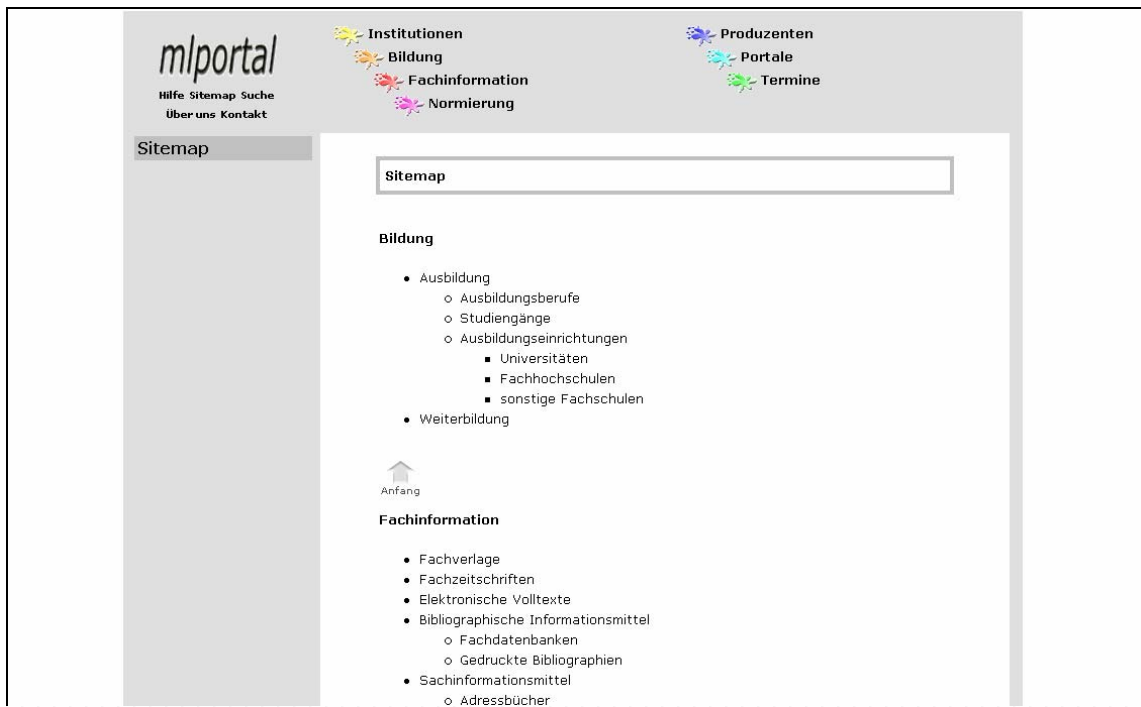 mlportal
Hilfe Sitemap Suche
Über uns Kontakt
Institutionen
Bildung
Fachinformation
Normierung
Produzenten
Portale
Termine
Sitemap
Sitemap
Bildung
Ausbildung
Ausbildungsberufe
Studiengänge
Ausbildungseinrichtungen
Universitäten
Fachhochschulen
sonstige Fachschulen
Weiterbildung
Anfang
Fachinformation
Fachverlage
Fachzeitschriften
Elektronische Volltexte
Bibliographische Informationsmittel
Fachdatenbanken
Gedruckte Bibliographien
Sachinformationsmittel
Adressbücher